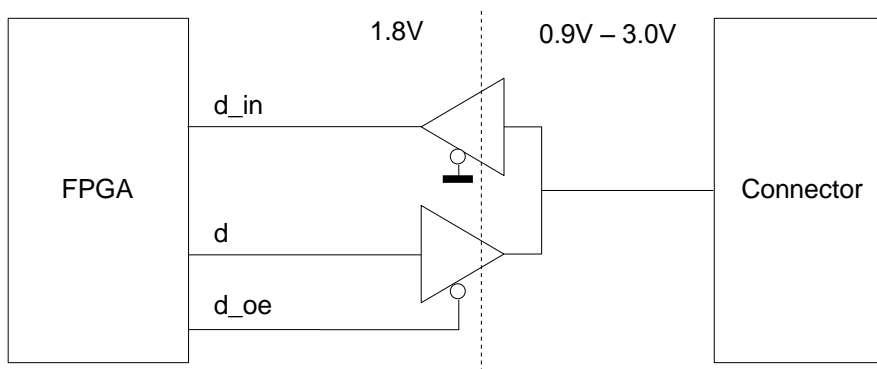 1.8V
0.9V – 3.0V
d_in
FPGA
Connector
d
d_oe